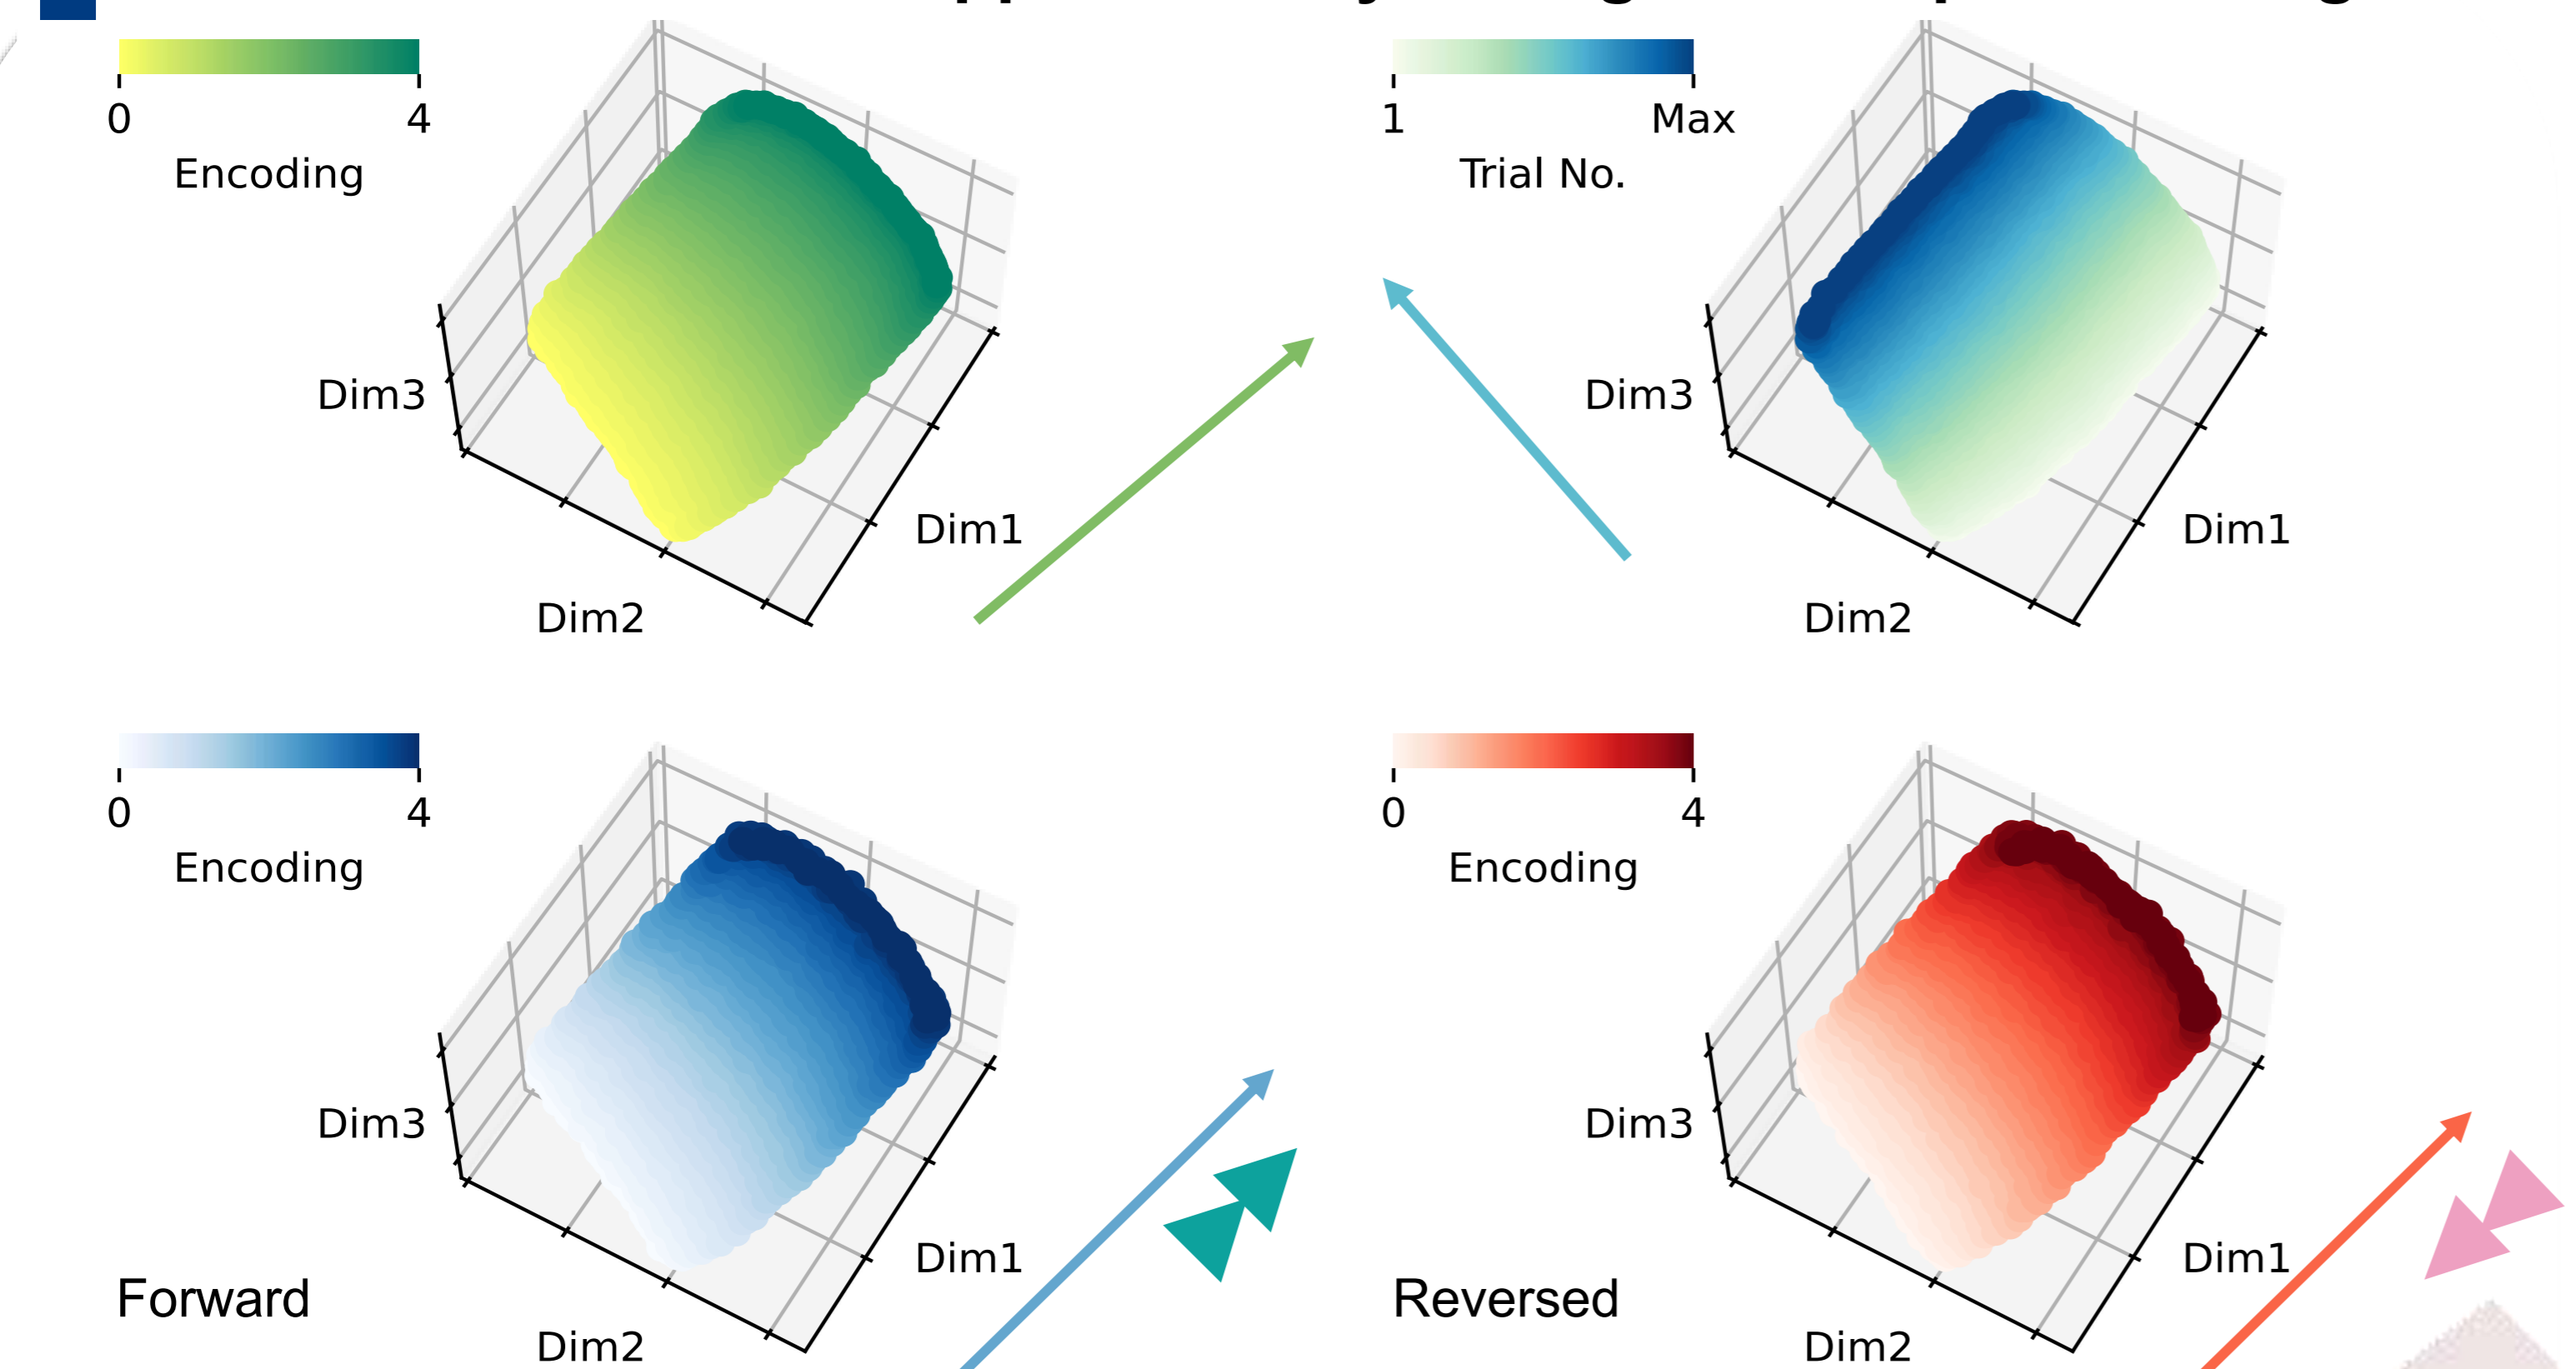 0 4
Encoding
Dim3
Dim1
Dim2
1 Max
Trial No.
Dim3
Dim1
Dim2
0 4
Encoding
Dim3
Dim1
Dim2
Forward
0 4
Encoding
Dim3
Dim1
Dim2
Reversed